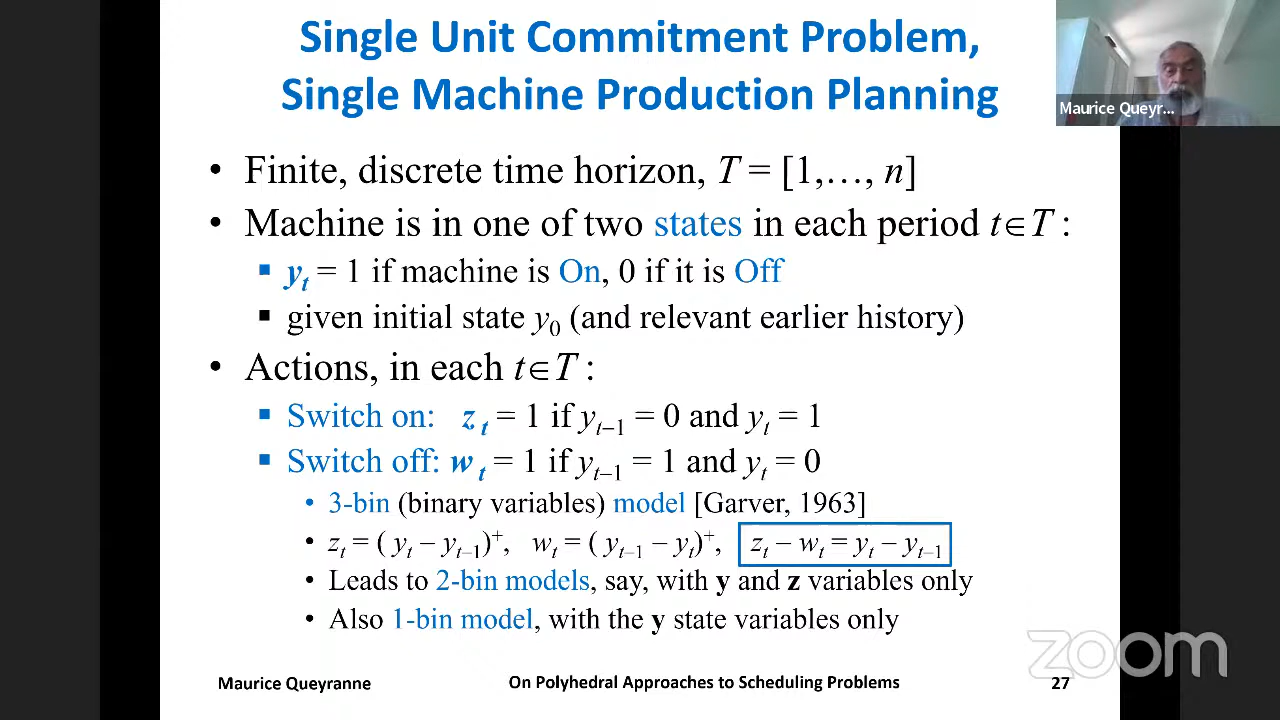 Single Unit Commitment Problem,
Single Machine Production Planning
Maurice Queyr...
• Finite, discrete time horizon, T = [1,…, n]
• Machine is in one of two states in each period t∈T :
▪ yₜ = 1 if machine is On, 0 if it is Off
▪ given initial state y₀ (and relevant earlier history)
• Actions, in each t∈T :
▪ Switch on: zₜ = 1 if yₜ₋₁ = 0 and yₜ = 1
▪ Switch off: wₜ = 1 if yₜ₋₁ = 1 and yₜ = 0
• 3-bin (binary variables) model [Garver, 1963]
• zₜ = ( yₜ – yₜ₋₁)⁺, wₜ = ( yₜ₋₁ – yₜ)⁺, zₜ – wₜ = yₜ – yₜ₋₁
• Leads to 2-bin models, say, with y and z variables only
• Also 1-bin model, with the y state variables only
zoom
Maurice Queyranne On Polyhedral Approaches to Scheduling Problems 27